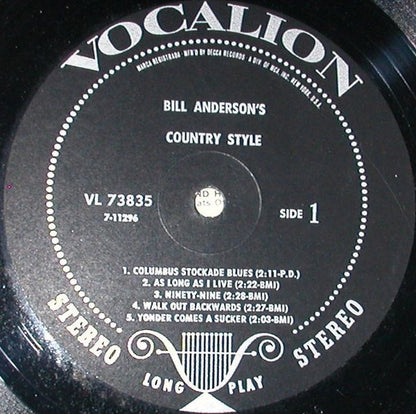 VOCALION
MARCA REGISTRADA MFR'D BY DECCA RECORDS A DIV. OF MCA, INC. NEW YORK, U.S.A.
BILL ANDERSON'S
COUNTRY STYLE
VL 73835
7-11296
SIDE 1
1. COLUMBUS STOCKADE BLUES (2:11-P.D.)
2. AS LONG AS I LIVE (2:22-BMI)
3. NINETY-NINE (2:28-BMI)
4. WALK OUT BACKWARDS (2:27-BMI)
5. YONDER COMES A SUCKER (2:03-BMI)
STEREO
LONG PLAY
STEREO